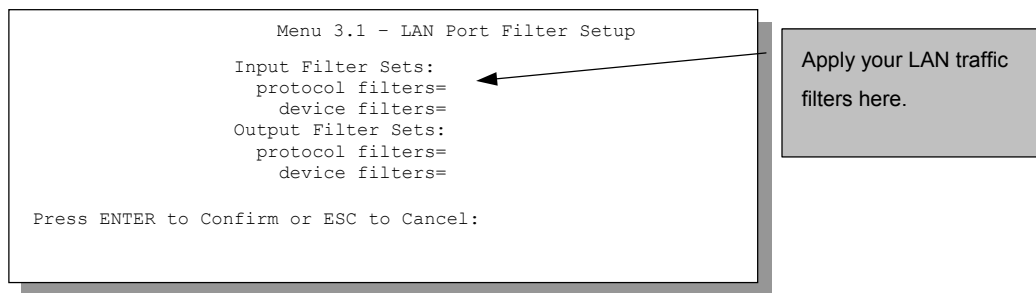 Menu 3.1 – LAN Port Filter Setup
Input Filter Sets:
protocol filters=
device filters=
Output Filter Sets:
protocol filters=
device filters=
Press ENTER to Confirm or ESC to Cancel:
Apply your LAN traffic
filters here.